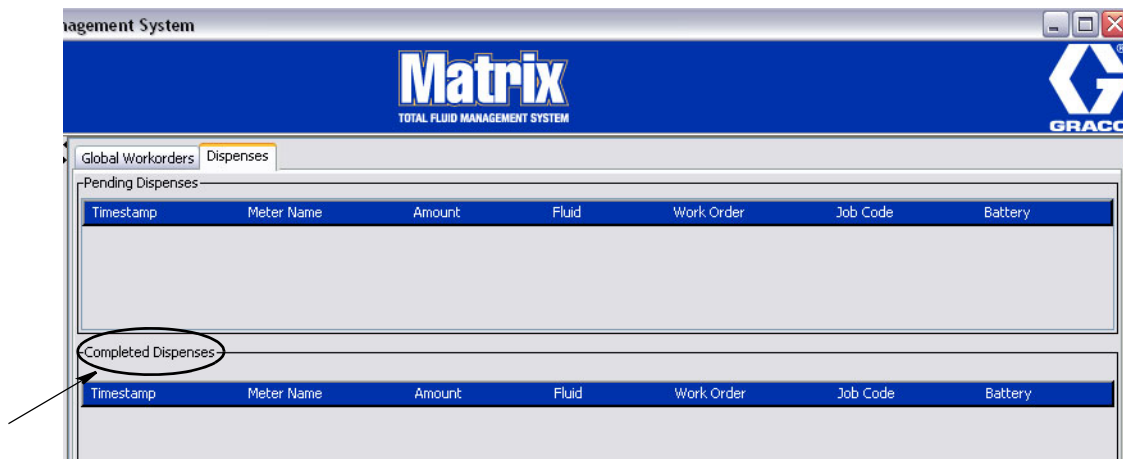 nagement System
Matrix
TOTAL FLUID MANAGEMENT SYSTEM
®
GRACO
Global Workorders Dispenses
Pending Dispenses
Timestamp Meter Name Amount Fluid Work Order Job Code Battery
Completed Dispenses
Timestamp Meter Name Amount Fluid Work Order Job Code Battery